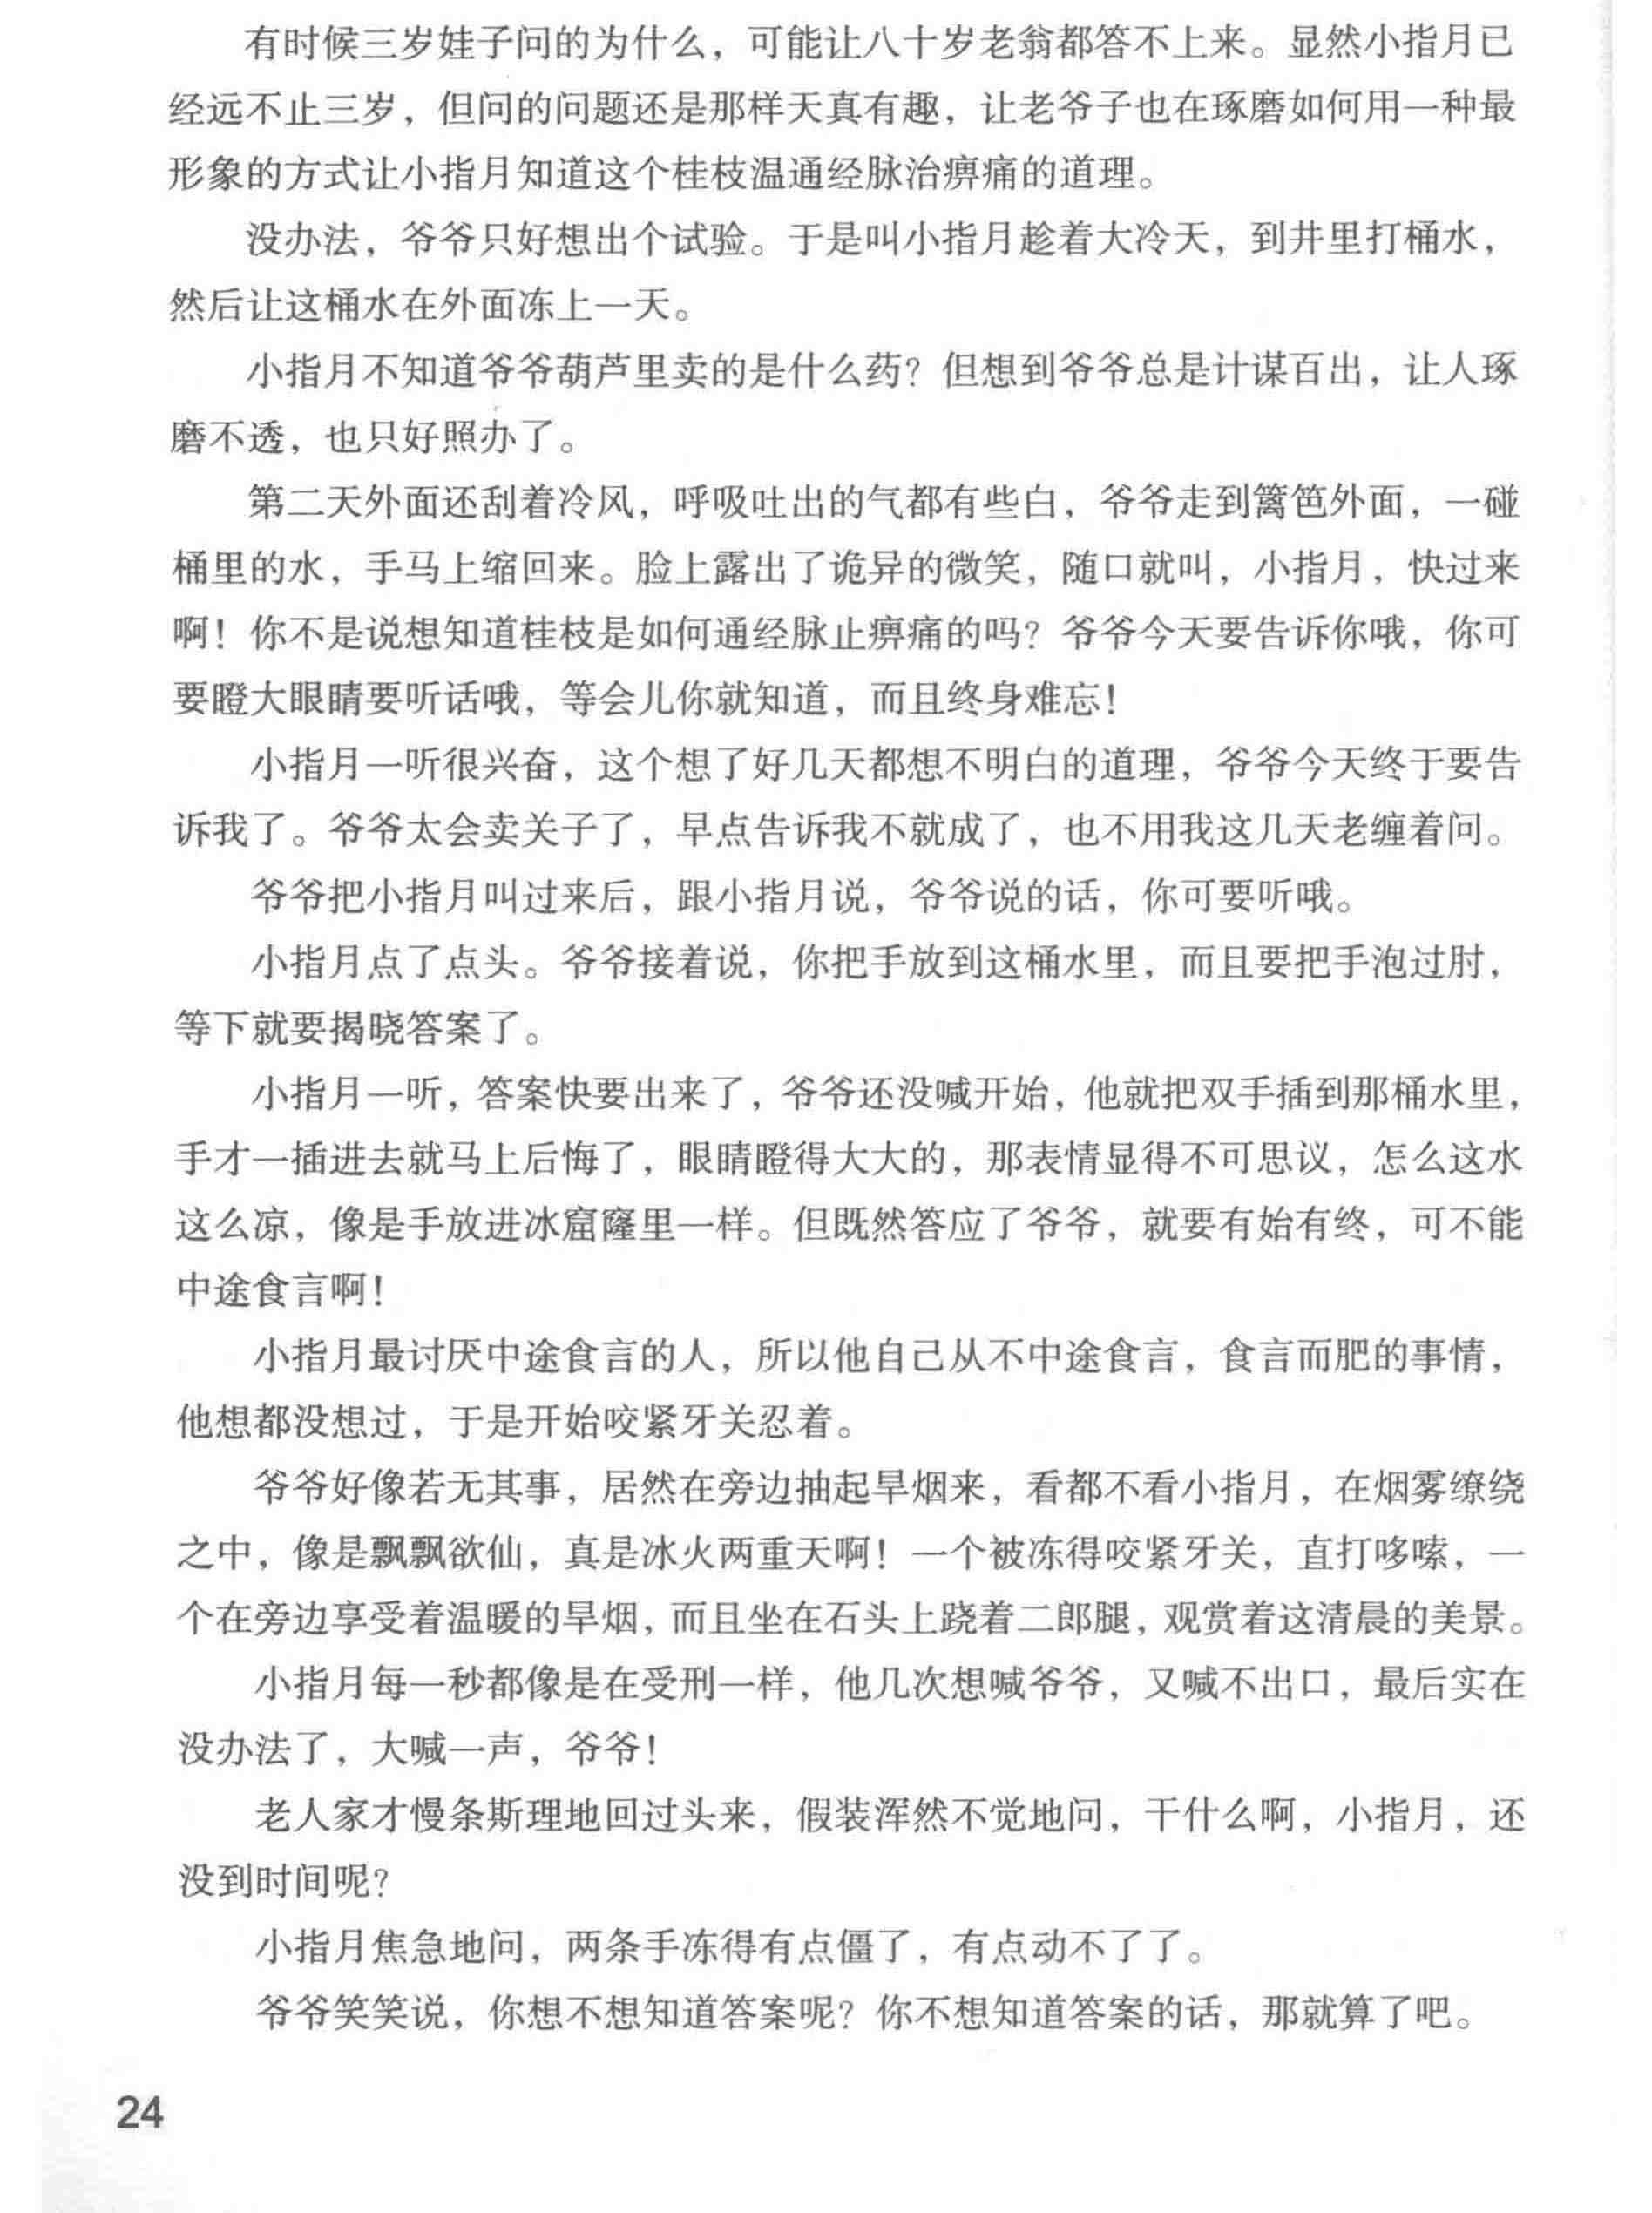 有时候三岁娃子问的为什么，可能让八十岁老翁都答不上来。显然小指月已
经远不止三岁，但问的问题还是那样天真有趣，让老爷子也在琢磨如何用一种最
形象的方式让小指月知道这个桂枝温通经脉治痹痛的道理。
没办法，爷爷只好想出个试验。于是叫小指月趁着大冷天，到井里打桶水，
然后让这桶水在外面冻上一天。
小指月不知道爷爷葫芦里卖的是什么药？但想到爷爷总是计谋百出，让人琢
磨不透，也只好照办了。
第二天外面还刮着冷风，呼吸吐出的气都有些白，爷爷走到篱笆外面，一碰
桶里的水，手马上缩回来。脸上露出了诡异的微笑，随口就叫，小指月，快过来
啊！你不是说想知道桂枝是如何通经脉止痹痛的吗？爷爷今天要告诉你哦，你可
要瞪大眼睛要听话哦，等会儿你就知道，而且终身难忘！
小指月一听很兴奋，这个想了好几天都想不明白的道理，爷爷今天终于要告
诉我了。爷爷太会卖关子了，早点告诉我不就成了，也不用我这几天老缠着问。
爷爷把小指月叫过来后，跟小指月说，爷爷说的话，你可要听哦。
小指月点了点头。爷爷接着说，你把手放到这桶水里，而且要把手泡过肘，
等下就要揭晓答案了。
小指月一听，答案快要出来了，爷爷还没喊开始，他就把双手插到那桶水里，
手才一插进去就马上后悔了，眼睛瞪得大大的，那表情显得不可思议，怎么这水
这么凉，像是手放进冰窟窿里一样。但既然答应了爷爷，就要有始有终，可不能
中途食言啊！
小指月最讨厌中途食言的人，所以他自己从不中途食言，食言而肥的事情，
他想都没想过，于是开始咬紧牙关忍着。
爷爷好像若无其事，居然在旁边抽起旱烟来，看都不看小指月，在烟雾缭绕
之中，像是飘飘欲仙，真是冰火两重天啊！一个被冻得咬紧牙关，直打哆嗦，一
个在旁边享受着温暖的旱烟，而且坐在石头上跷着二郎腿，观赏着这清晨的美景。
小指月每一秒都像是在受刑一样，他几次想喊爷爷，又喊不出口，最后实在
没办法了，大喊一声，爷爷！
老人家才慢条斯理地回过头来，假装浑然不觉地问，干什么啊，小指月，还
没到时间呢？
小指月焦急地问，两条手冻得有点僵了，有点动不了了。
爷爷笑笑说，你想不想知道答案呢？你不想知道答案的话，那就算了吧。
24